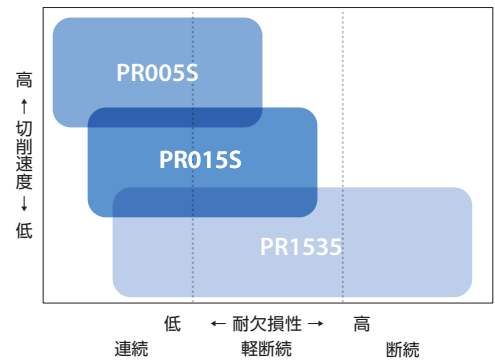 PR005S
PR015S
PR1535
高 ← 切削速度 → 低
低 ← 耐欠損性 → 高
連続 軽断続 断続